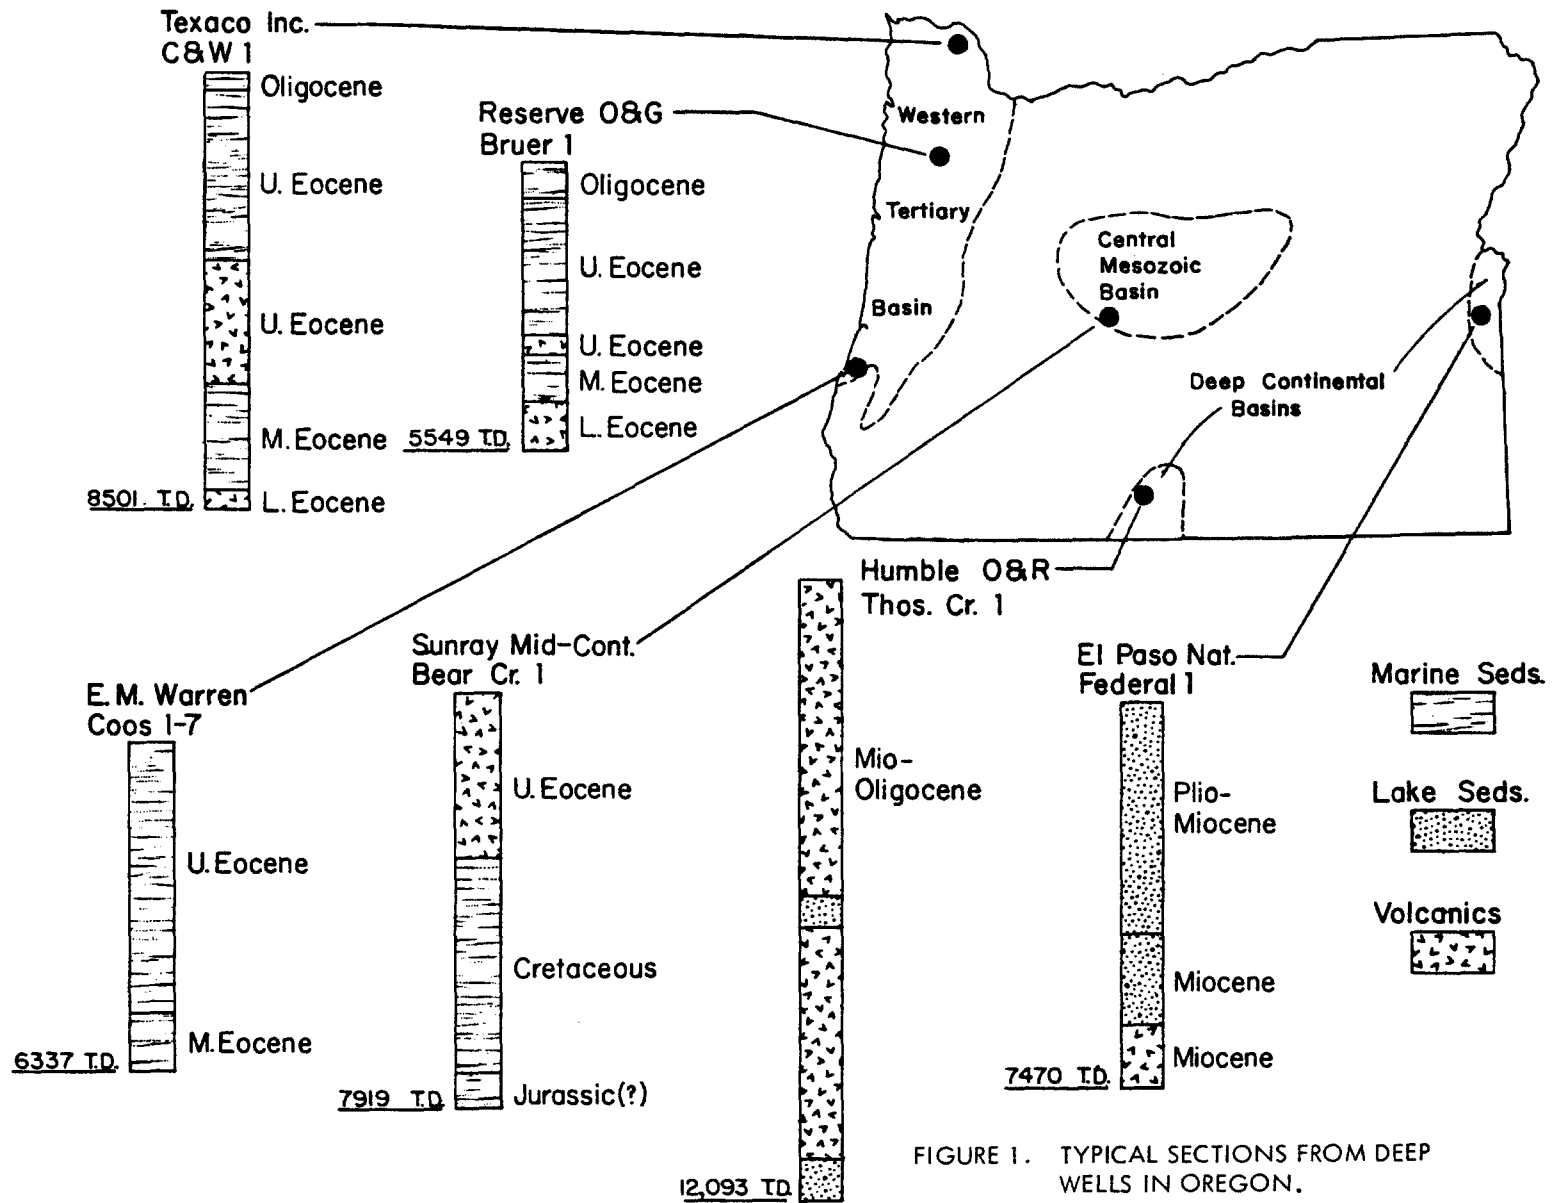 Texaco Inc.
C&W 1
Oligocene
U. Eocene
U. Eocene
M. Eocene
8501. T.D.
L. Eocene
Reserve O&G
Bruer 1
Oligocene
U. Eocene
U. Eocene
M. Eocene
5549 T.D.
L. Eocene
Western
Tertiary
Basin
Central
Mesozoic
Basin
Deep Continental
Basins
E. M. Warren
Coos 1-7
U. Eocene
M. Eocene
6337 T.D.
Sunray Mid-Cont.
Bear Cr. 1
U. Eocene
Cretaceous
7919 T.D.
Jurassic(?)
Humble O&R
Thos. Cr. 1
Mio-
Oligocene
12,093 T.D.
El Paso Nat.
Federal 1
Plio-
Miocene
Miocene
Miocene
7470 T.D.
Marine Seds.
Lake Seds.
Volcanics
FIGURE 1. TYPICAL SECTIONS FROM DEEP
WELLS IN OREGON.